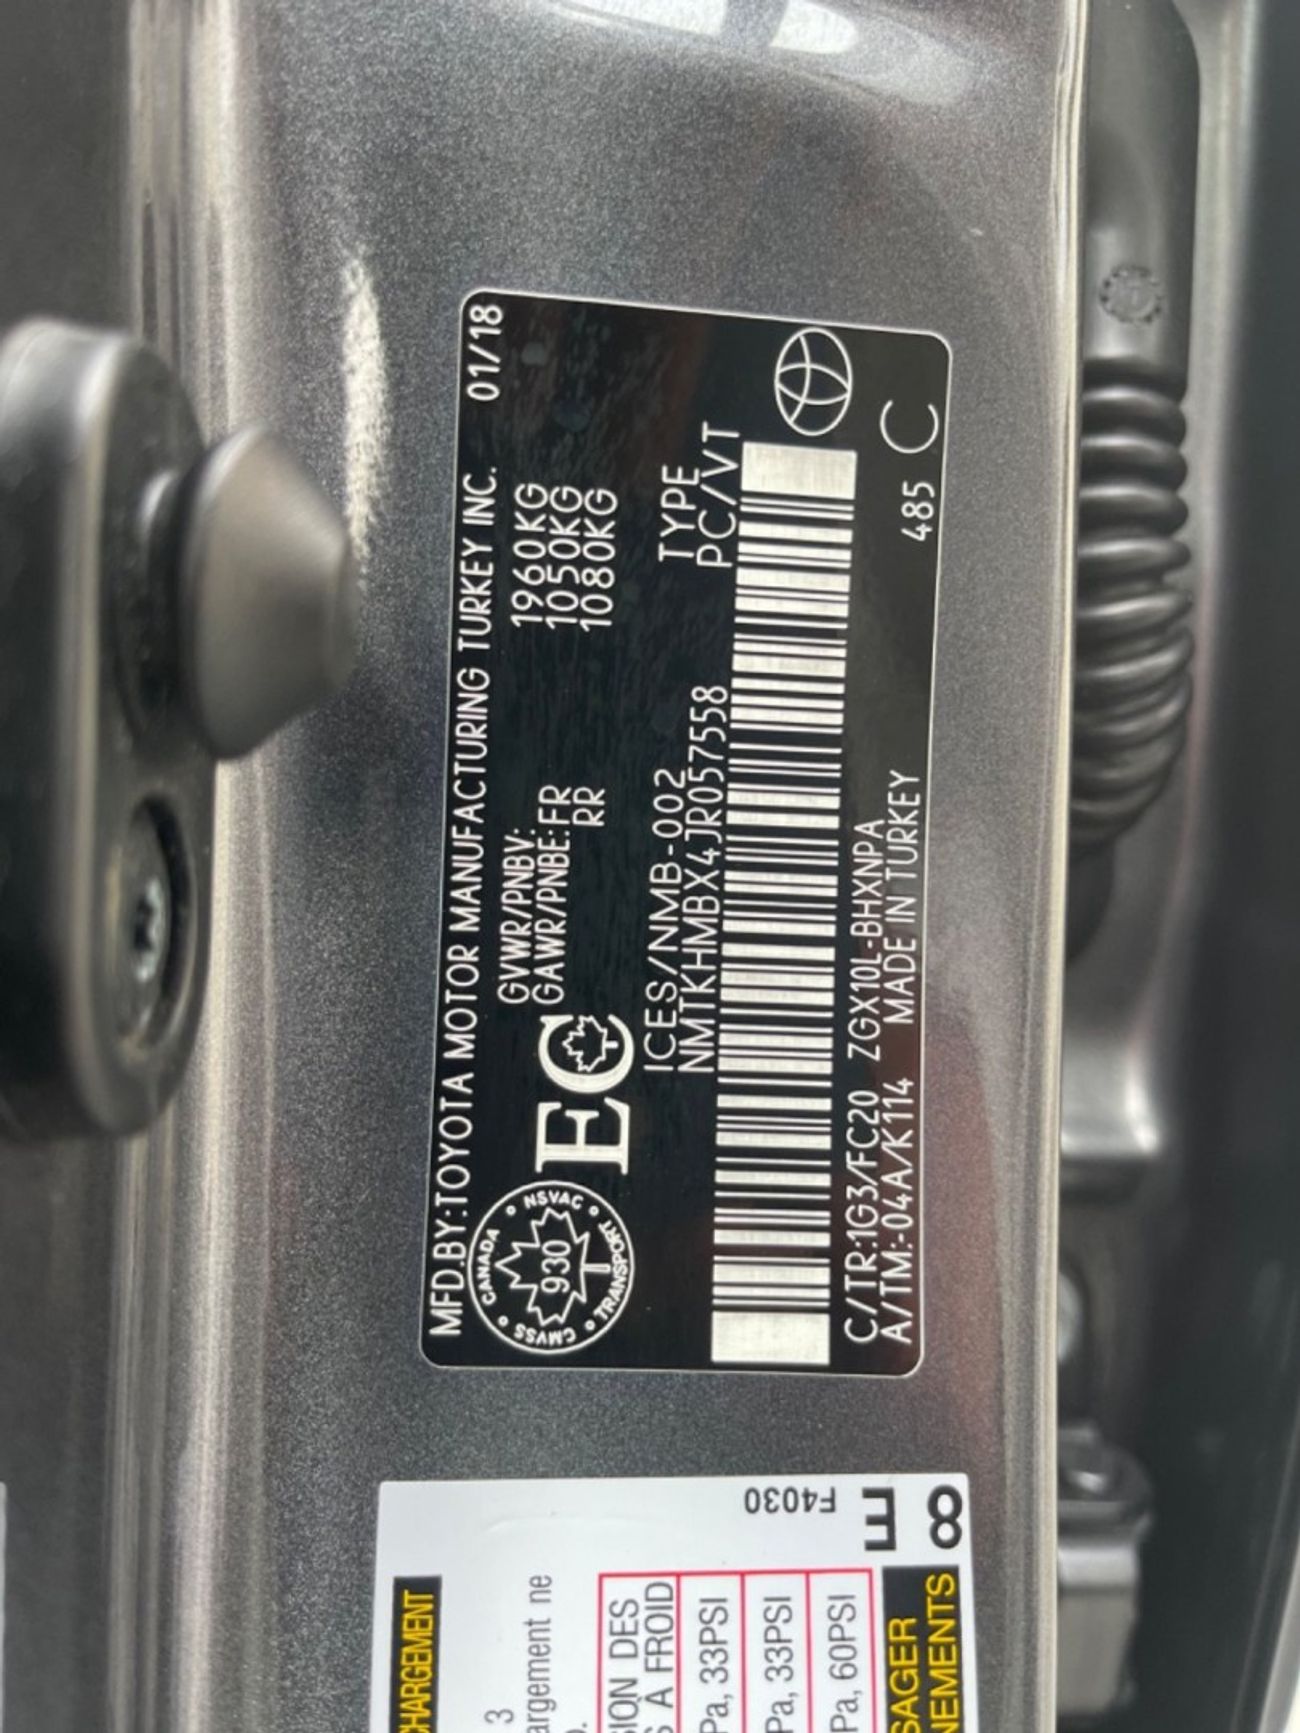 MFD.BY:TOYOTA MOTOR MANUFACTURING TURKEY INC. 01/18
GVWR/PNBV: 1960KG
GAWR/PNBE:FR 1050KG
RR 1080KG
CANADA NSVAC TRANSPORT CMVSS
930
EC
ICES/NMB-002 TYPE
NMTKHMBX4JR057558 PC/VT
C/TR:1G3/FC20 ZGX10L-BHXNPA
A/TM:-04A/K114 MADE IN TURKEY 485 C
CHARGEMENT
3
argement ne
SION DES
S À FROID
Pa, 33PSI
Pa, 33PSI
Pa, 60PSI
SAGER
NEMENTS
F4030
E
8